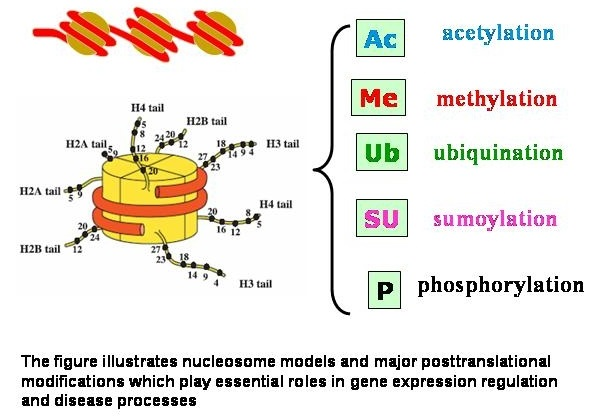 Ac acetylation
Me methylation
Ub ubiquination
SU sumoylation
P phosphorylation
H4 tail
5
8
12
16
20
H2B tail
24 20 12
H2A tail 5 9
H3 tail
18 14 9 4
27
23
H2A tail 5 9
H4 tail
20 16 12 8 5
H2B tail 12 20 24
27
23 18
14 9 4 H3 tail
The figure illustrates nucleosome models and major posttranslational
modifications which play essential roles in gene expression regulation
and disease processes